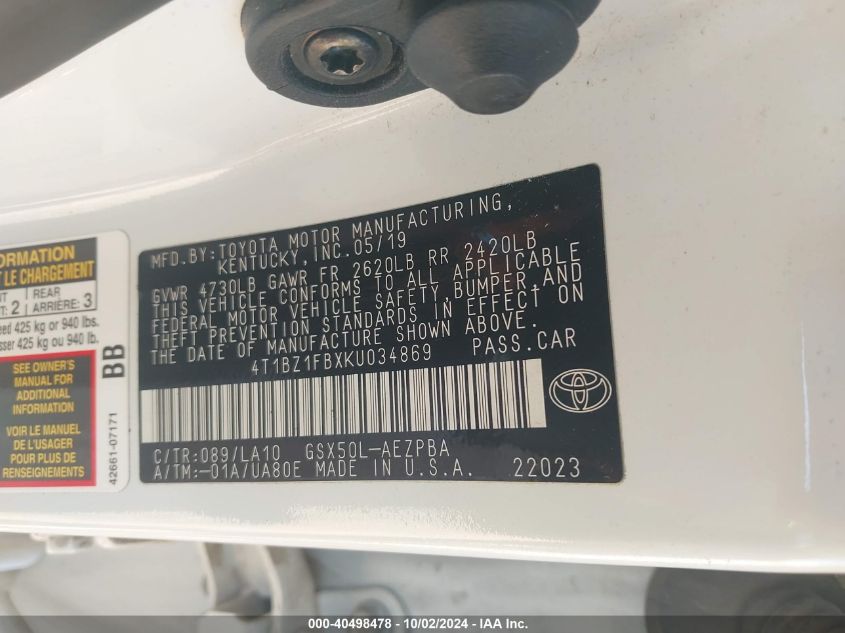 MFD.BY:TOYOTA MOTOR MANUFACTURING,
KENTUCKY, INC.05/19
GVWR 4730LB GAWR FR 2620LB RR 2420LB
THIS VEHICLE CONFORMS TO ALL APPLICABLE
FEDERAL MOTOR VEHICLE SAFETY,BUMPER,AND
THEFT PREVENTION STANDARDS IN EFFECT ON
THE DATE OF MANUFACTURE SHOWN ABOVE.
4T1BZ1FBXKU034869 PASS.CAR
C/TR:089/LA10 GSX50L-AEZPBA
A/TM:-01A/UA80E MADE IN U.S.A. 22023
LE CHARGEMENT
2 REAR
ARRIÈRE: 3
425 kg or 940 lbs.
425 kg ou 940 lb.
SEE OWNER'S
MANUAL FOR
ADDITIONAL
INFORMATION
VOIR LE MANUEL
DE L'USAGER
POUR PLUS DE
RENSEIGNEMENTS
BB
42661-07171
000-40498478 - 10/02/2024 - IAA Inc.